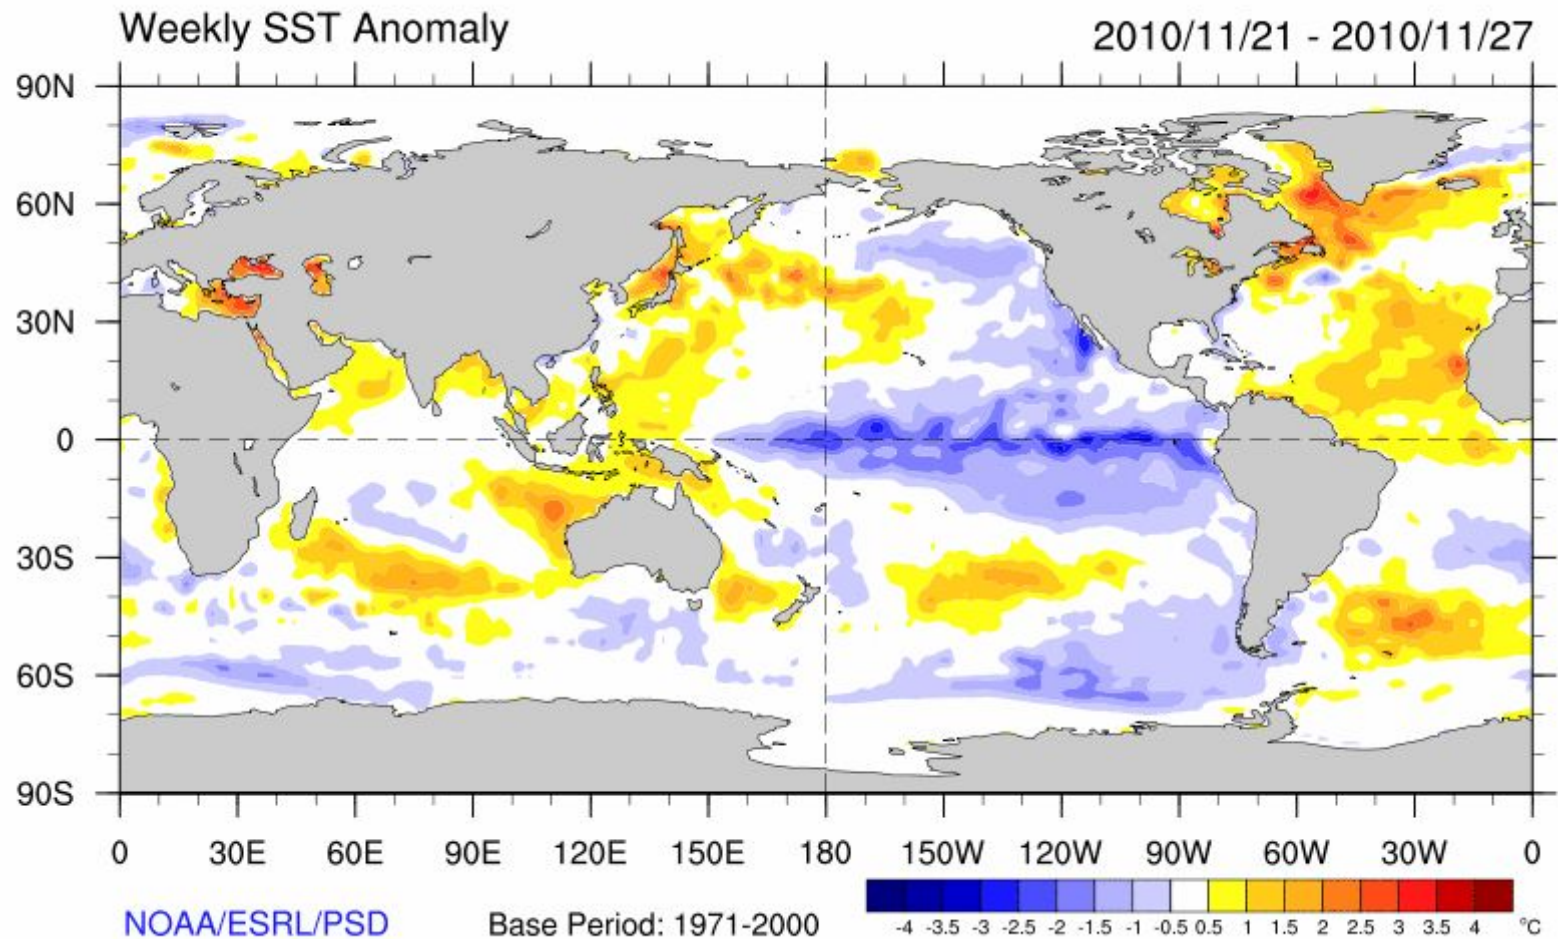 Weekly SST Anomaly 2010/11/21 - 2010/11/27
90N
60N
30N
0
30S
60S
90S
0 30E 60E 90E 120E 150E 180 150W 120W 90W 60W 30W 0
-4 -3.5 -3 -2.5 -2 -1.5 -1 -0.5 0.5 1 1.5 2 2.5 3 3.5 4 °C
NOAA/ESRL/PSD Base Period: 1971-2000